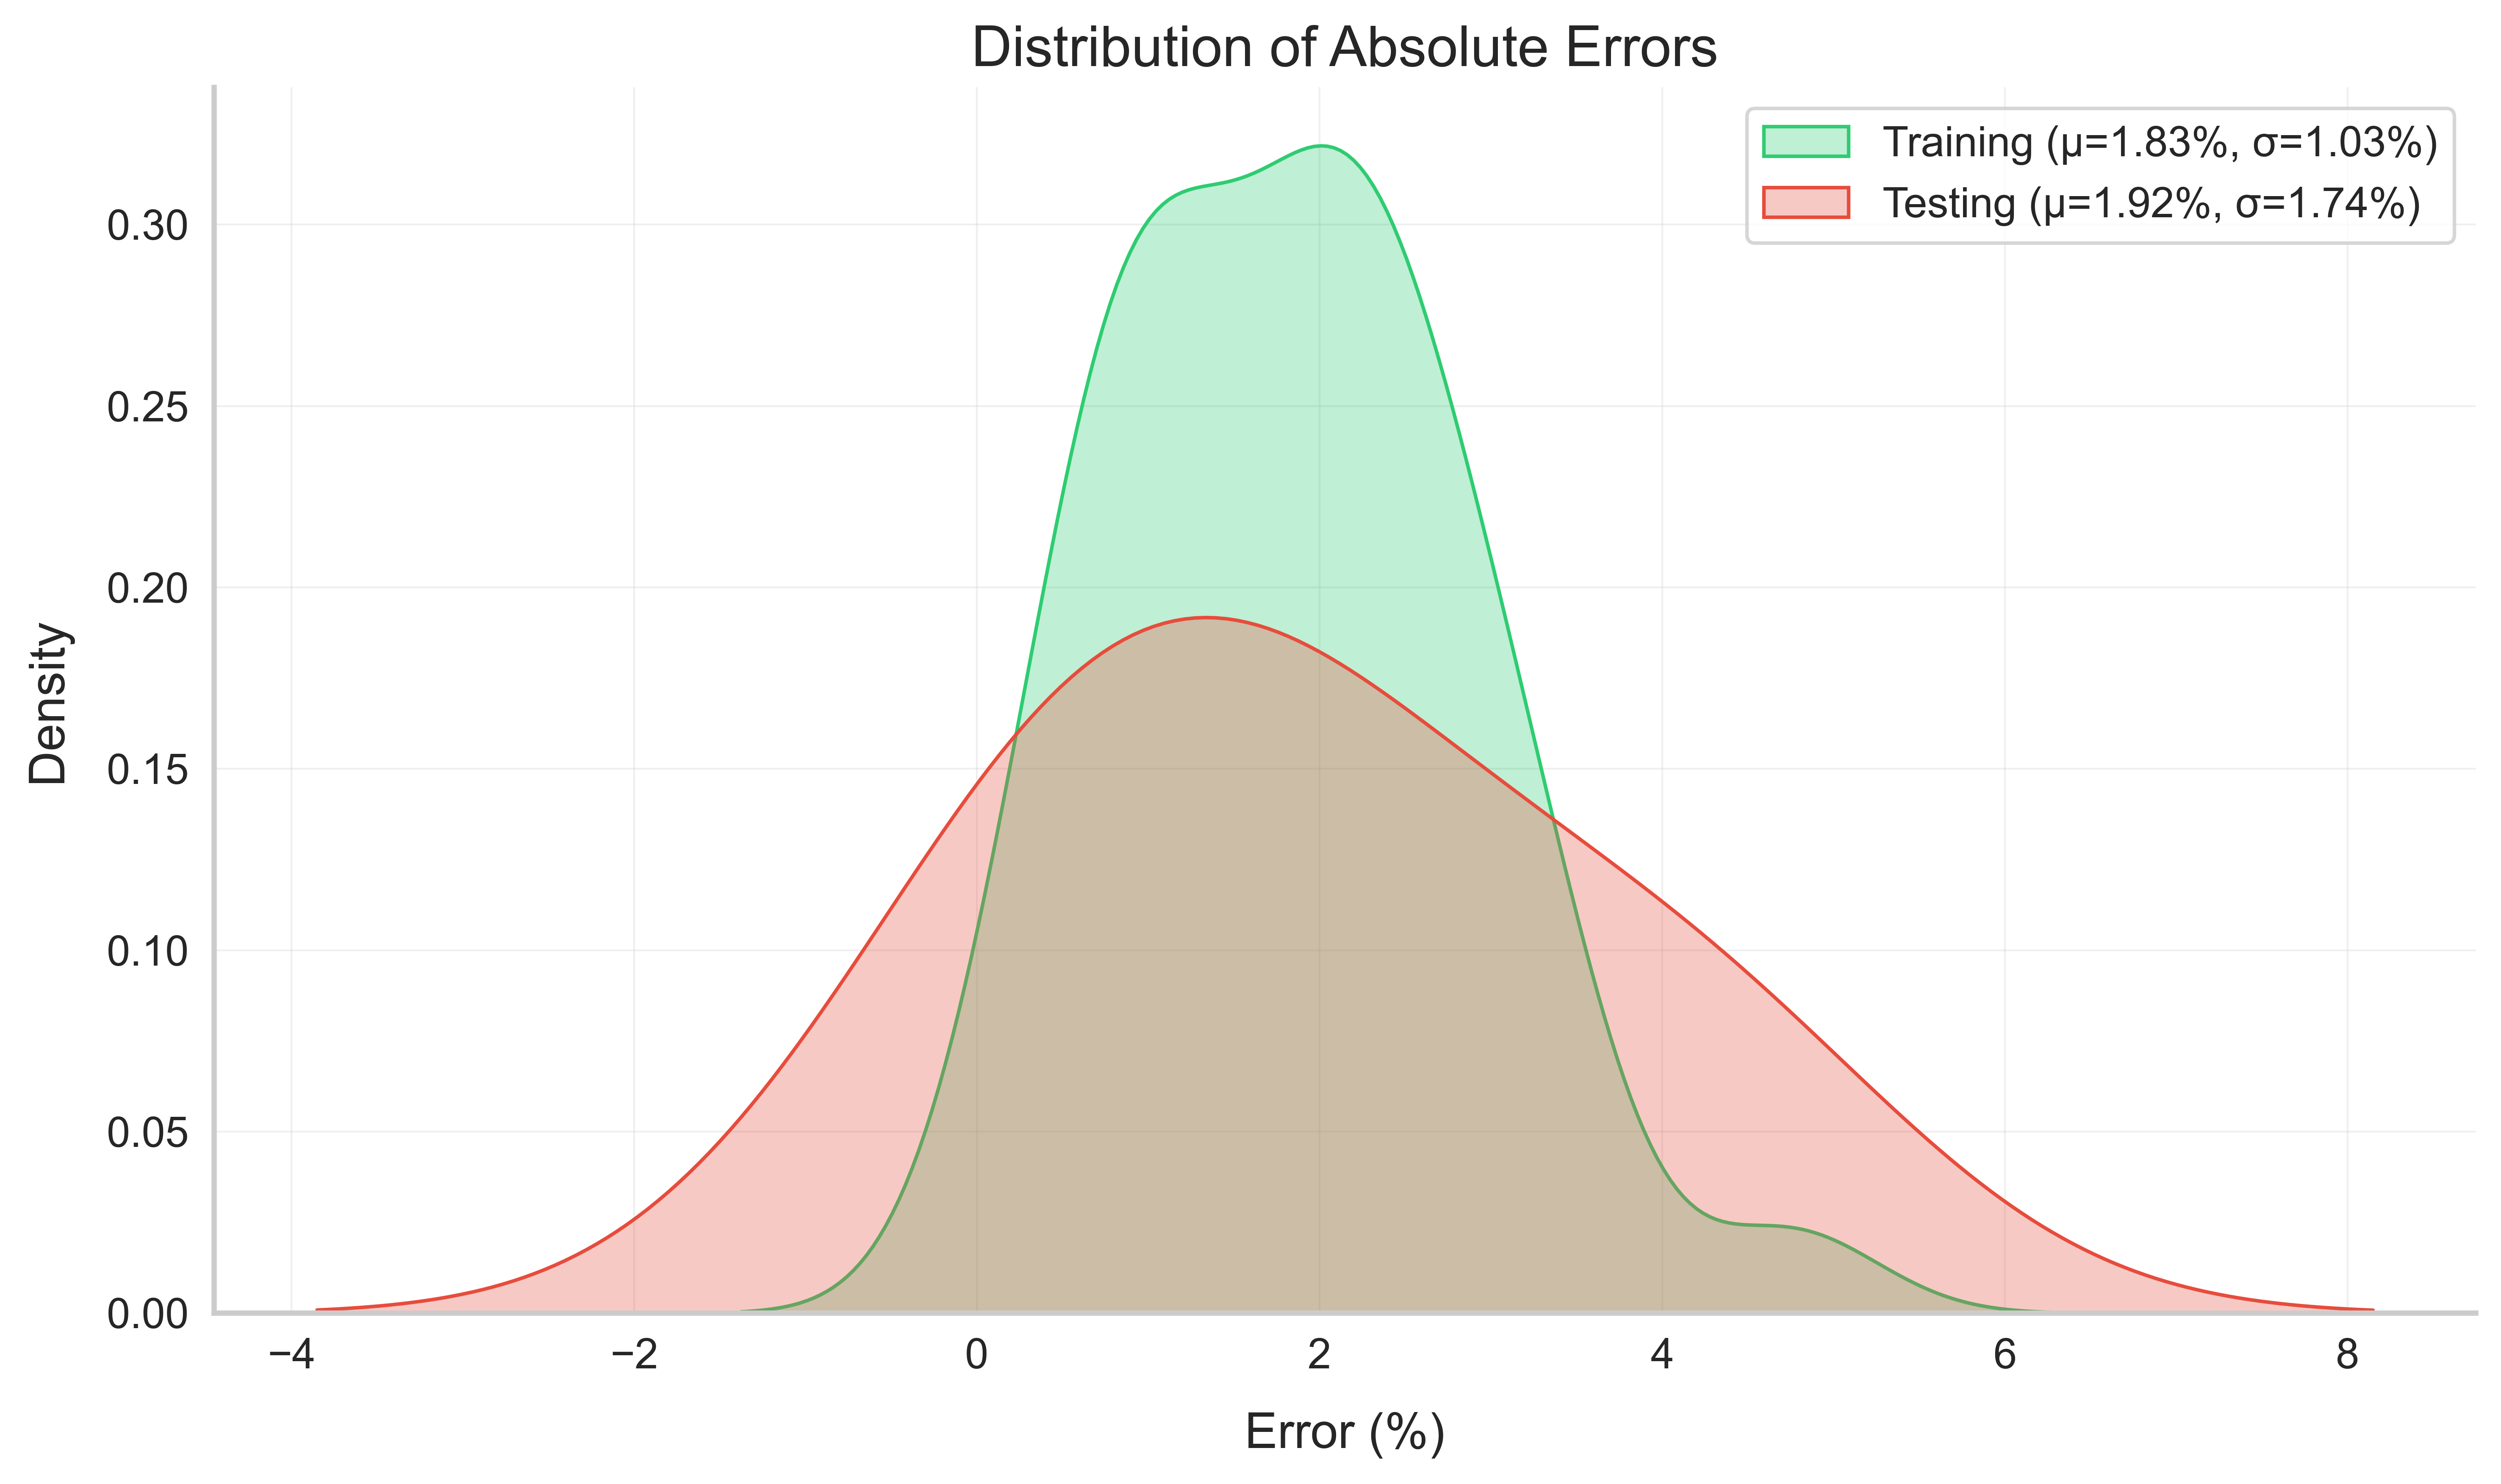 Distribution of Absolute Errors
Training (μ=1.83%, σ=1.03%)
Testing (μ=1.92%, σ=1.74%)
Density
0.30
0.25
0.20
0.15
0.10
0.05
0.00
−4
−2
0
2
4
6
8
Error (%)